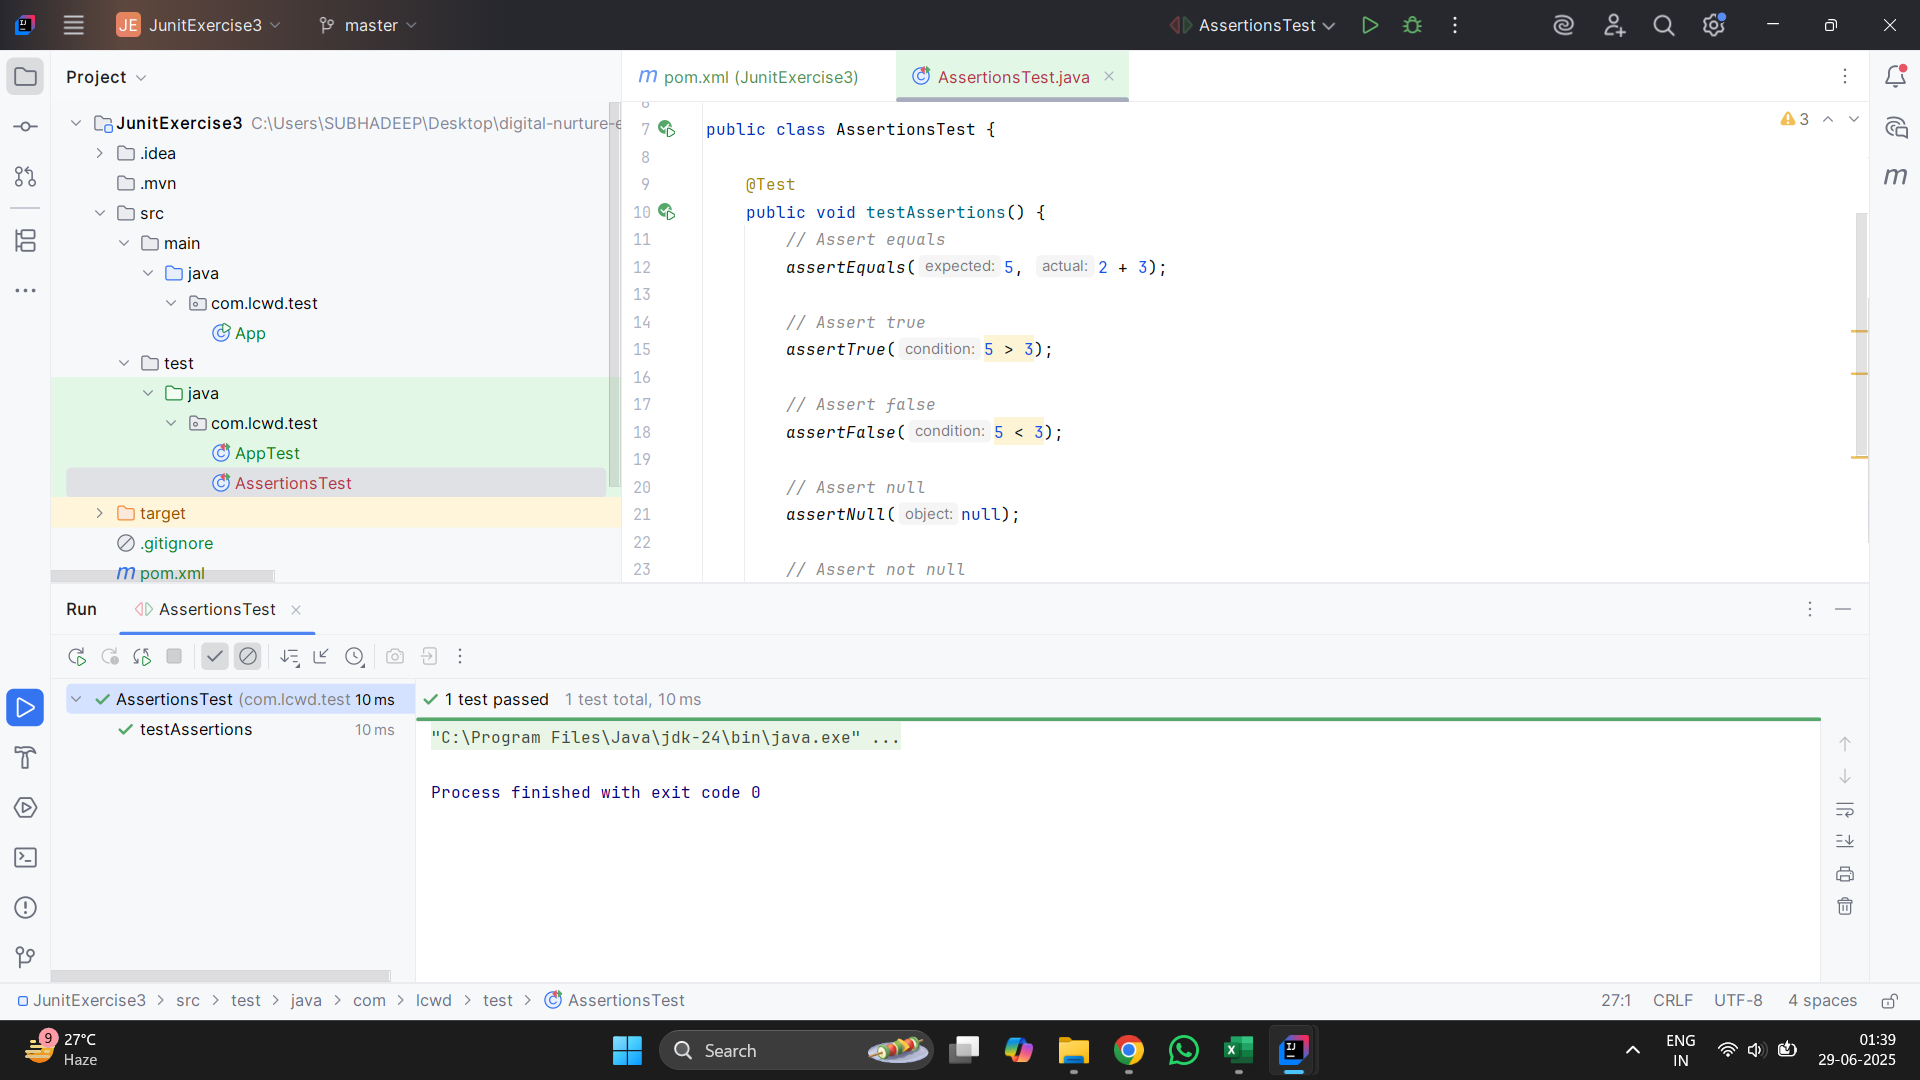 JE JunitExercise3 master AssertionsTest
Project
pom.xml (JunitExercise3) AssertionsTest.java
JunitExercise3 C:\Users\SUBHADEEP\Desktop\digital-nurture-e
.idea
.mvn
src
main
java
com.lcwd.test
App
test
java
com.lcwd.test
AppTest
AssertionsTest
target
.gitignore
pom.xml
3
6
7 public class AssertionsTest {
8
9 @Test
10 public void testAssertions() {
11 // Assert equals
12 assertEquals( expected: 5, actual: 2 + 3);
13
14 // Assert true
15 assertTrue( condition: 5 > 3);
16
17 // Assert false
18 assertFalse( condition: 5 < 3);
19
20 // Assert null
21 assertNull( object: null);
22
23 // Assert not null
Run AssertionsTest
AssertionsTest (com.lcwd.test 10 ms
testAssertions 10 ms
1 test passed 1 test total, 10 ms
"C:\Program Files\Java\jdk-24\bin\java.exe" ...
Process finished with exit code 0
JunitExercise3 > src > test > java > com > lcwd > test > AssertionsTest
27:1 CRLF UTF-8 4 spaces
9 27°C
Haze
Search
ENG
IN
01:39
29-06-2025